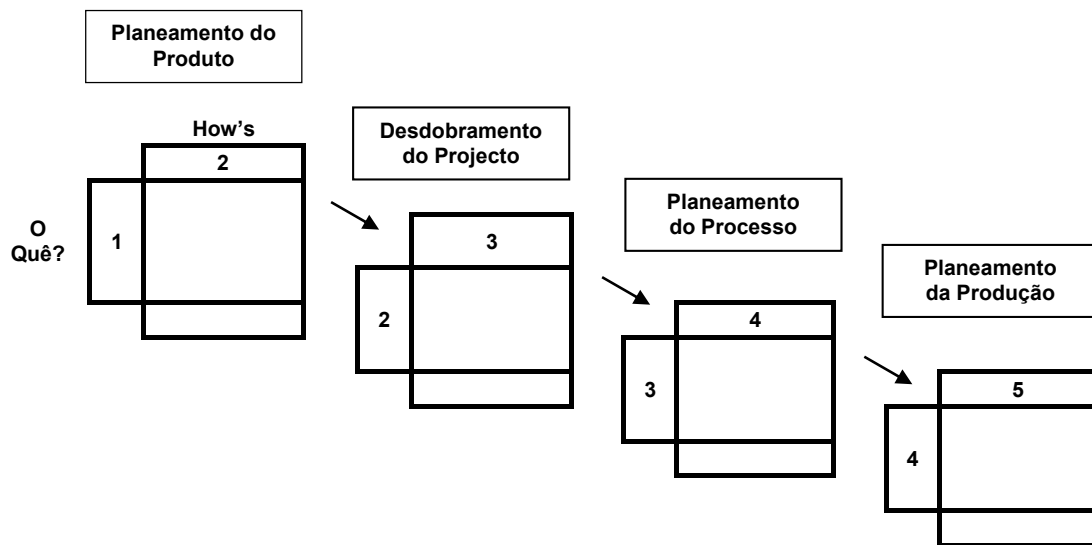 Planeamento do
Produto
How's
2
O
Quê?
1
Desdobramento
do Projecto
3
2
Planeamento
do Processo
4
3
Planeamento
da Produção
5
4